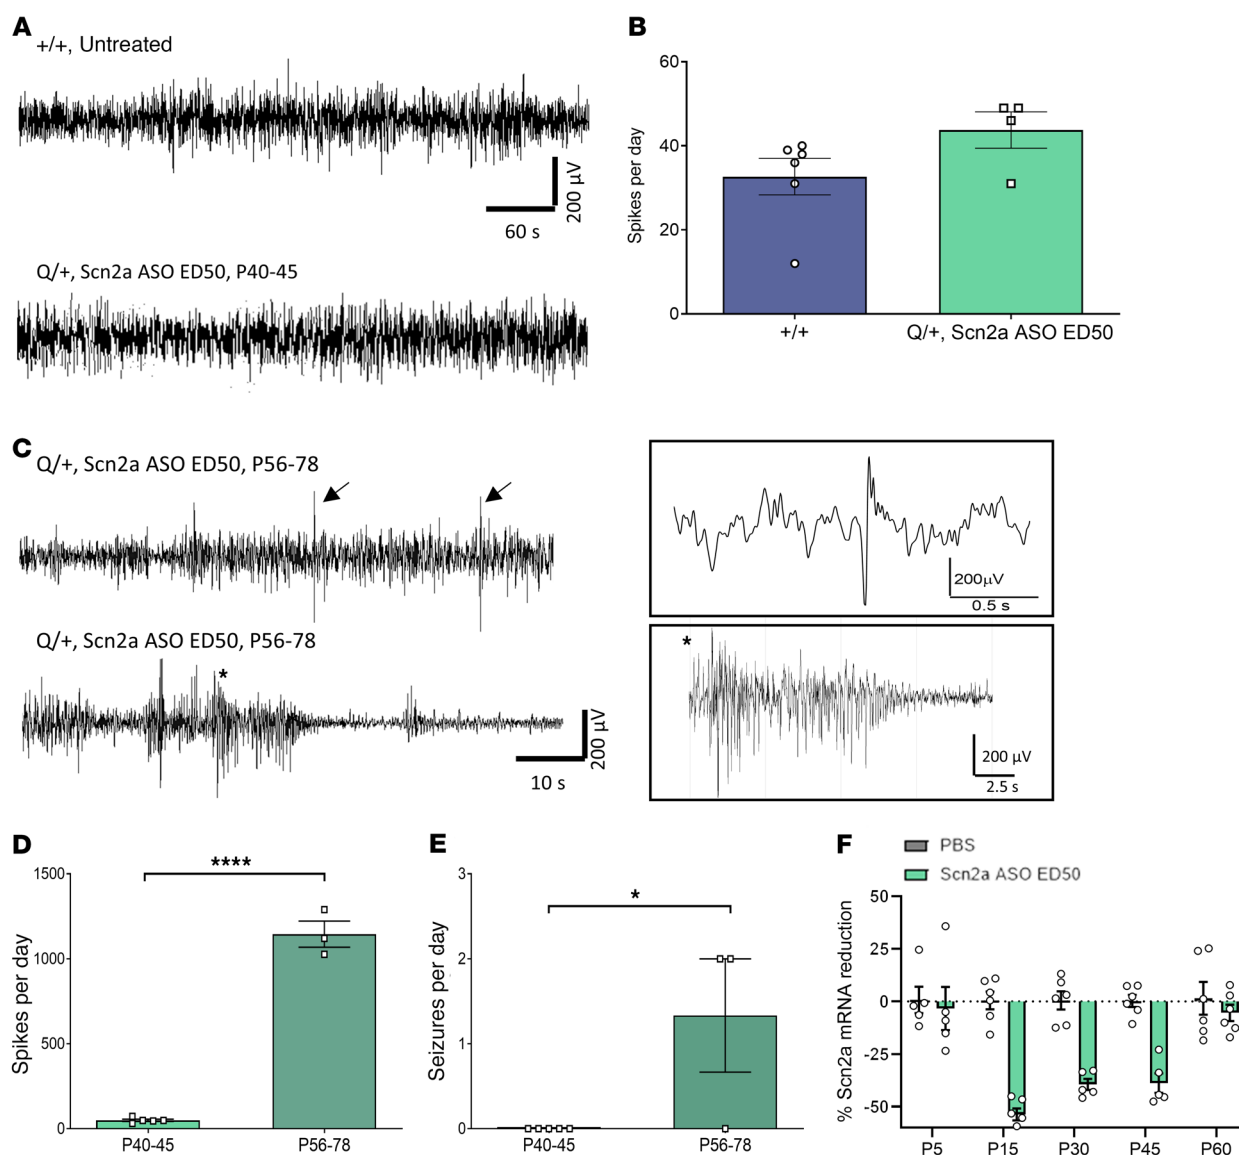 A
+/+, Untreated
200 µV
60 s
Q/+, Scn2a ASO ED50, P40-45
B
Spikes per day
60
40
20
0
+/+
Q/+, Scn2a ASO ED50
C
Q/+, Scn2a ASO ED50, P56-78
Q/+, Scn2a ASO ED50, P56-78
*
200 µV
10 s
200µV
0.5 s
*
200 µV
2.5 s
D
Spikes per day
1500
1000
500
0
****
P40-45
P56-78
E
Seizures per day
3
2
1
0
*
P40-45
P56-78
F
PBS
Scn2a ASO ED50
% Scn2a mRNA reduction
50
25
0
-25
-50
P5
P15
P30
P45
P60